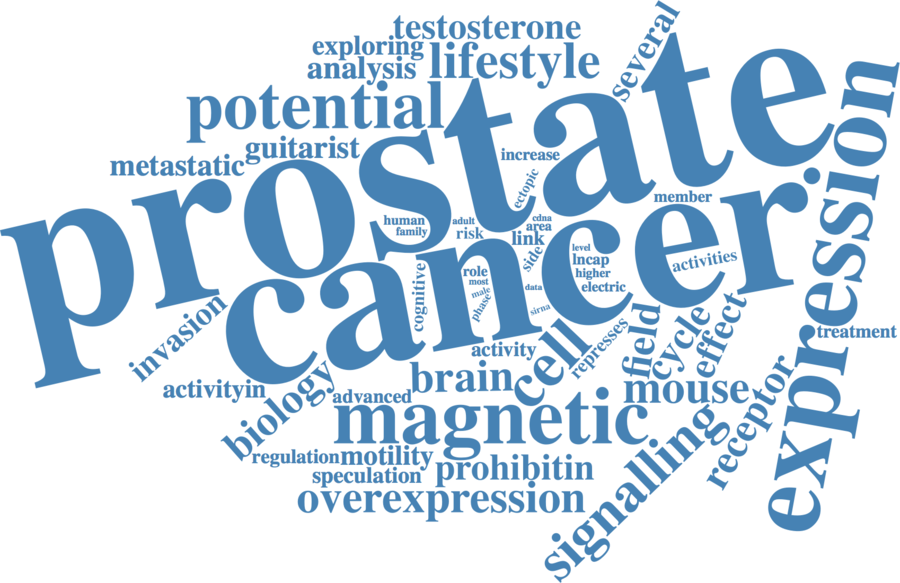 testosterone
exploring
lifestyle
several
analysis
potential
prostate
expression
guitarist
metastatic
increase
ectopic
member
human
family
adult
risk
cdna
area
link
side
level
lncap
higher
electric
activities
cancer
cognitive
role
most
male
phase
data
sirna
invasion
activity
cell
represses
field
cycle
effect
treatment
activityin
biology
advanced
brain
mouse
magnetic
receptor
regulation
motility
speculation
prohibitin
signalling
overexpression